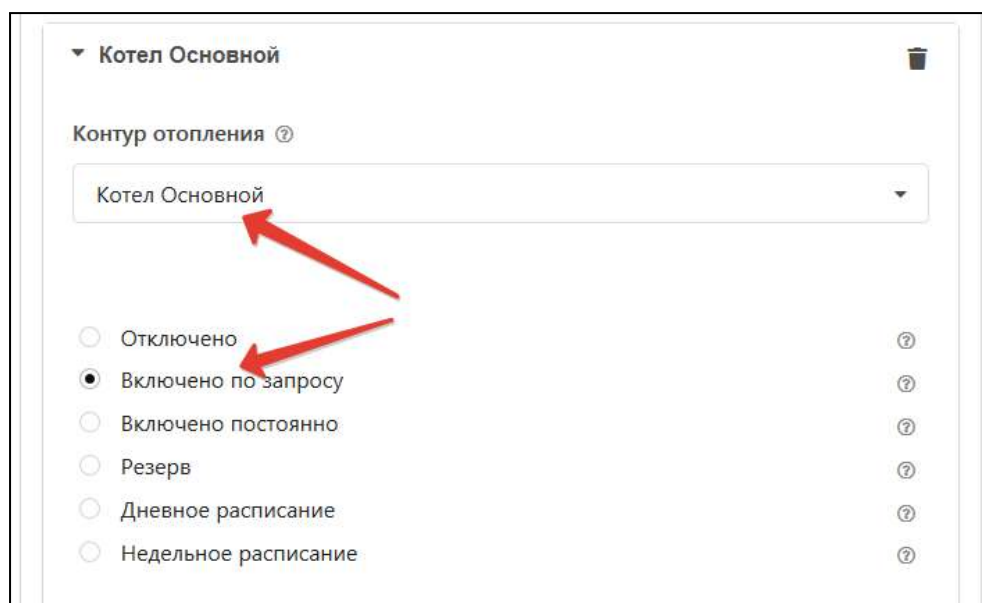 Котел Основной
Контур отопления ?
Котел Основной
Отключено ?
Включено по запросу ?
Включено постоянно ?
Резерв ?
Дневное расписание ?
Недельное расписание ?